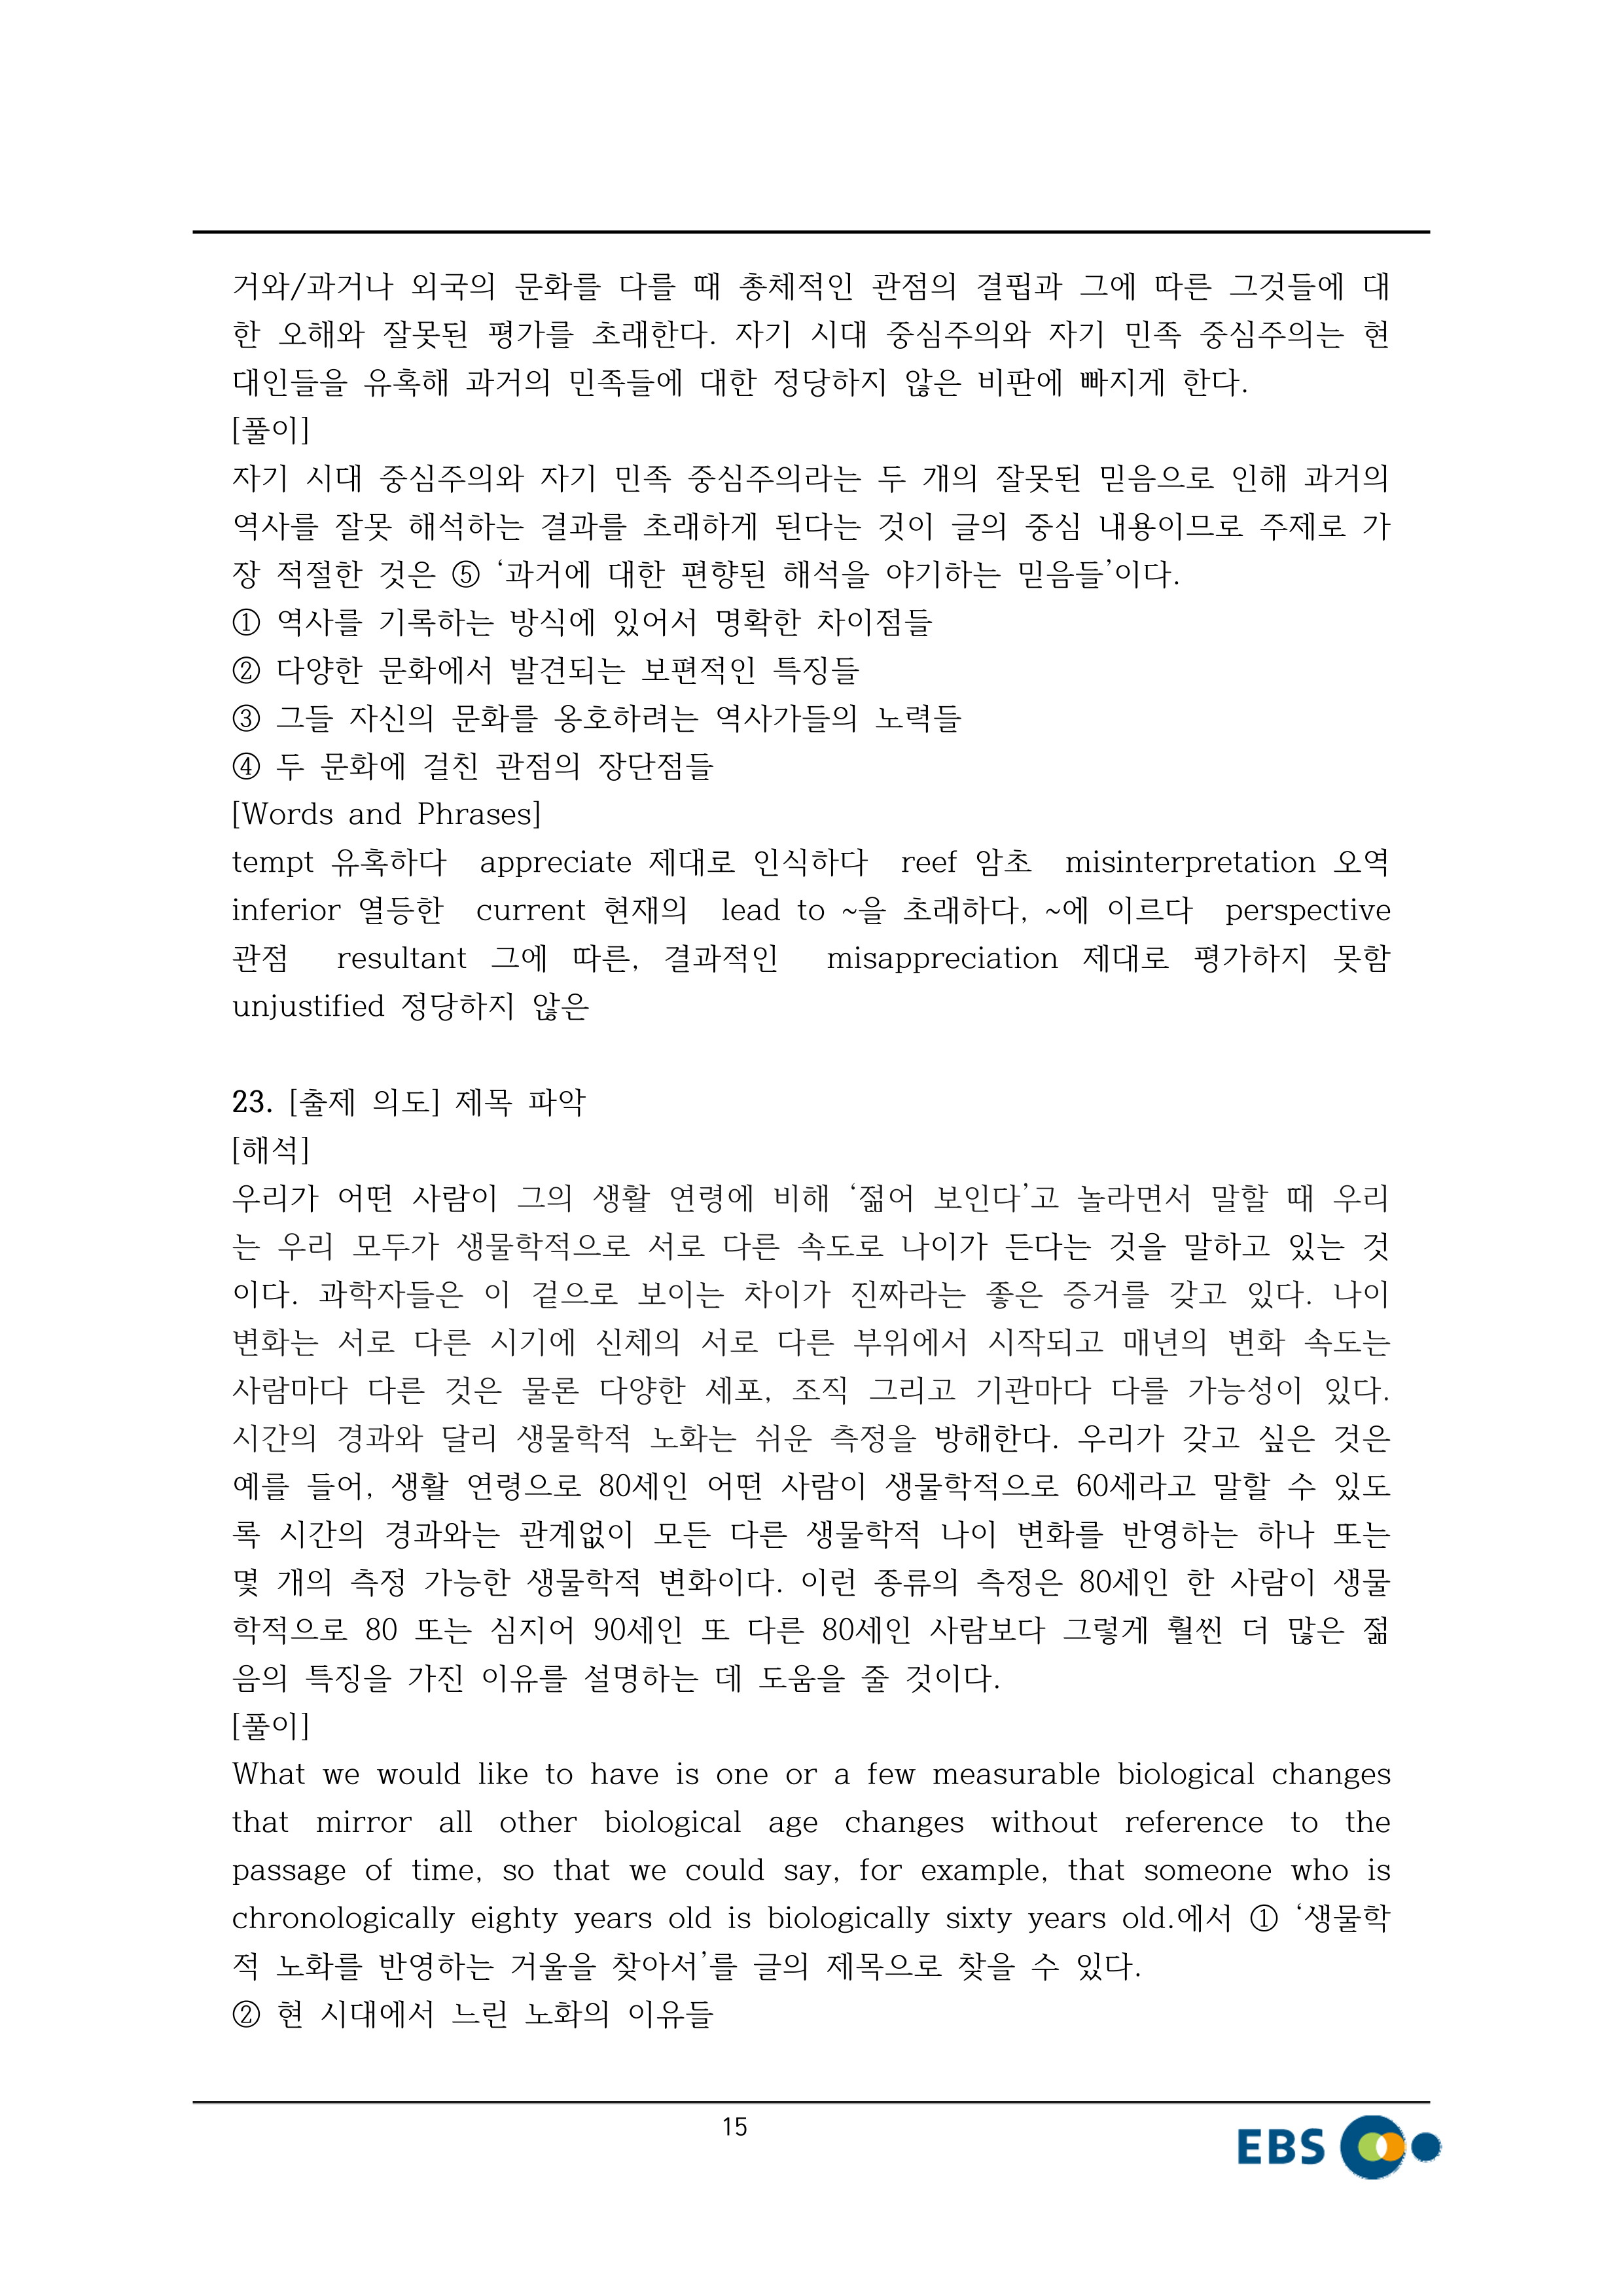 거와/과거나 외국의 문화를 다를 때 총체적인 관점의 결핍과 그에 따른 그것들에 대
한 오해와 잘못된 평가를 초래한다. 자기 시대 중심주의와 자기 민족 중심주의는 현
대인들을 유혹해 과거의 민족들에 대한 정당하지 않은 비판에 빠지게 한다.
[풀이]
자기 시대 중심주의와 자기 민족 중심주의라는 두 개의 잘못된 믿음으로 인해 과거의
역사를 잘못 해석하는 결과를 초래하게 된다는 것이 글의 중심 내용이므로 주제로 가
장 적절한 것은 ⑤ ‘과거에 대한 편향된 해석을 야기하는 믿음들’이다.
① 역사를 기록하는 방식에 있어서 명확한 차이점들
② 다양한 문화에서 발견되는 보편적인 특징들
③ 그들 자신의 문화를 옹호하려는 역사가들의 노력들
④ 두 문화에 걸친 관점의 장단점들
[Words and Phrases]
tempt 유혹하다 appreciate 제대로 인식하다 reef 암초 misinterpretation 오역
inferior 열등한 current 현재의 lead to ~을 초래하다, ~에 이르다 perspective
관점 resultant 그에 따른, 결과적인 misappreciation 제대로 평가하지 못함
unjustified 정당하지 않은
23. [출제 의도] 제목 파악
[해석]
우리가 어떤 사람이 그의 생활 연령에 비해 ‘젊어 보인다’고 놀라면서 말할 때 우리
는 우리 모두가 생물학적으로 서로 다른 속도로 나이가 든다는 것을 말하고 있는 것
이다. 과학자들은 이 겉으로 보이는 차이가 진짜라는 좋은 증거를 갖고 있다. 나이
변화는 서로 다른 시기에 신체의 서로 다른 부위에서 시작되고 매년의 변화 속도는
사람마다 다른 것은 물론 다양한 세포, 조직 그리고 기관마다 다를 가능성이 있다.
시간의 경과와 달리 생물학적 노화는 쉬운 측정을 방해한다. 우리가 갖고 싶은 것은
예를 들어, 생활 연령으로 80세인 어떤 사람이 생물학적으로 60세라고 말할 수 있도
록 시간의 경과와는 관계없이 모든 다른 생물학적 나이 변화를 반영하는 하나 또는
몇 개의 측정 가능한 생물학적 변화이다. 이런 종류의 측정은 80세인 한 사람이 생물
학적으로 80 또는 심지어 90세인 또 다른 80세인 사람보다 그렇게 훨씬 더 많은 젊
음의 특징을 가진 이유를 설명하는 데 도움을 줄 것이다.
[풀이]
What we would like to have is one or a few measurable biological changes
that mirror all other biological age changes without reference to the
passage of time, so that we could say, for example, that someone who is
chronologically eighty years old is biologically sixty years old.에서 ① ‘생물학
적 노화를 반영하는 거울을 찾아서’를 글의 제목으로 찾을 수 있다.
② 현 시대에서 느린 노화의 이유들
15
EBS